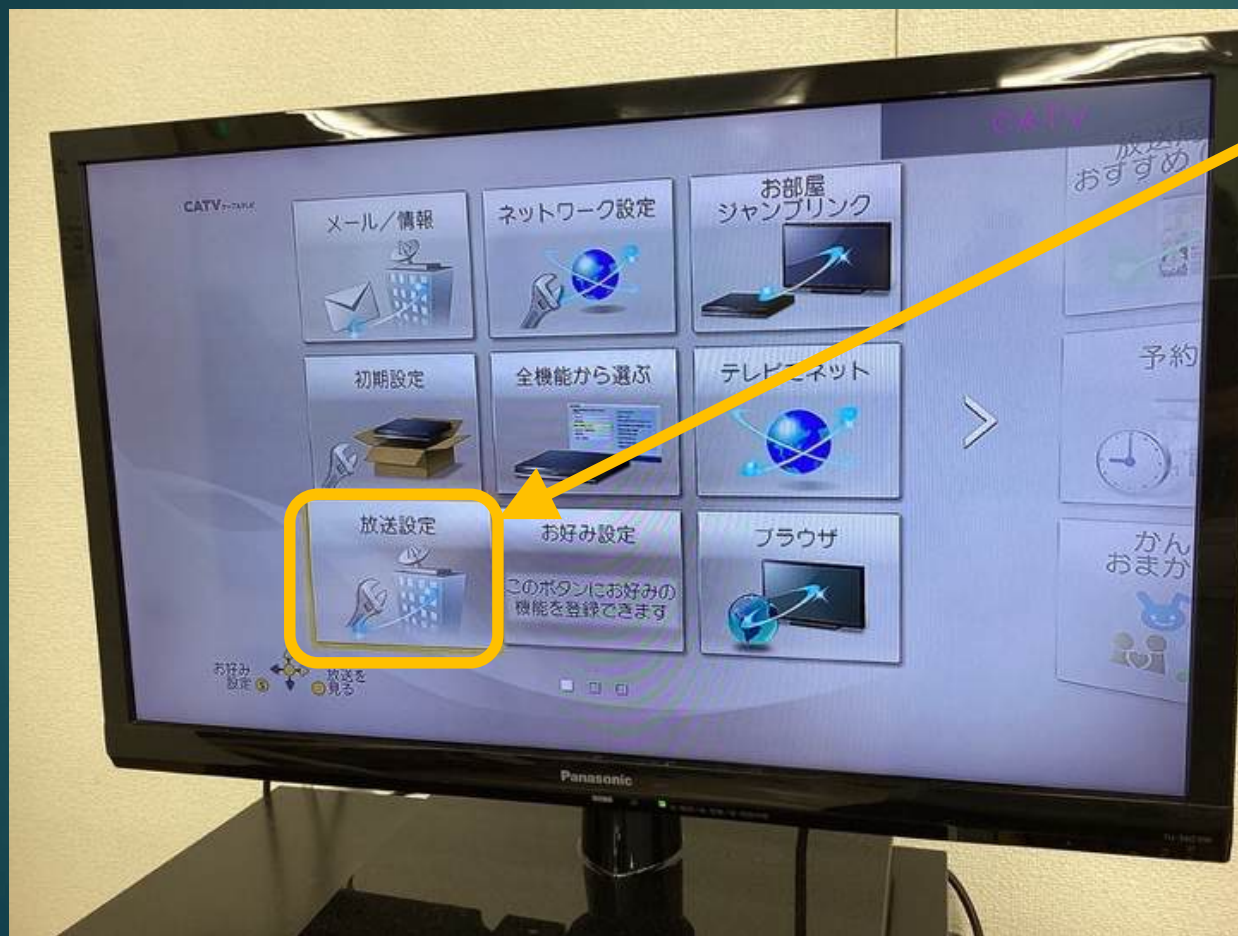 CATV
CATV
メール／情報
ネットワーク設定
お部屋
ジャンプリンク
放送局
おすすめ
初期設定
全機能から選ぶ
テレビでネット
予約
放送設定
お好み設定
このボタンにお好みの
機能を登録できます
ブラウザ
かん
おまか
お好み
設定 S
放送を
見る
Panasonic